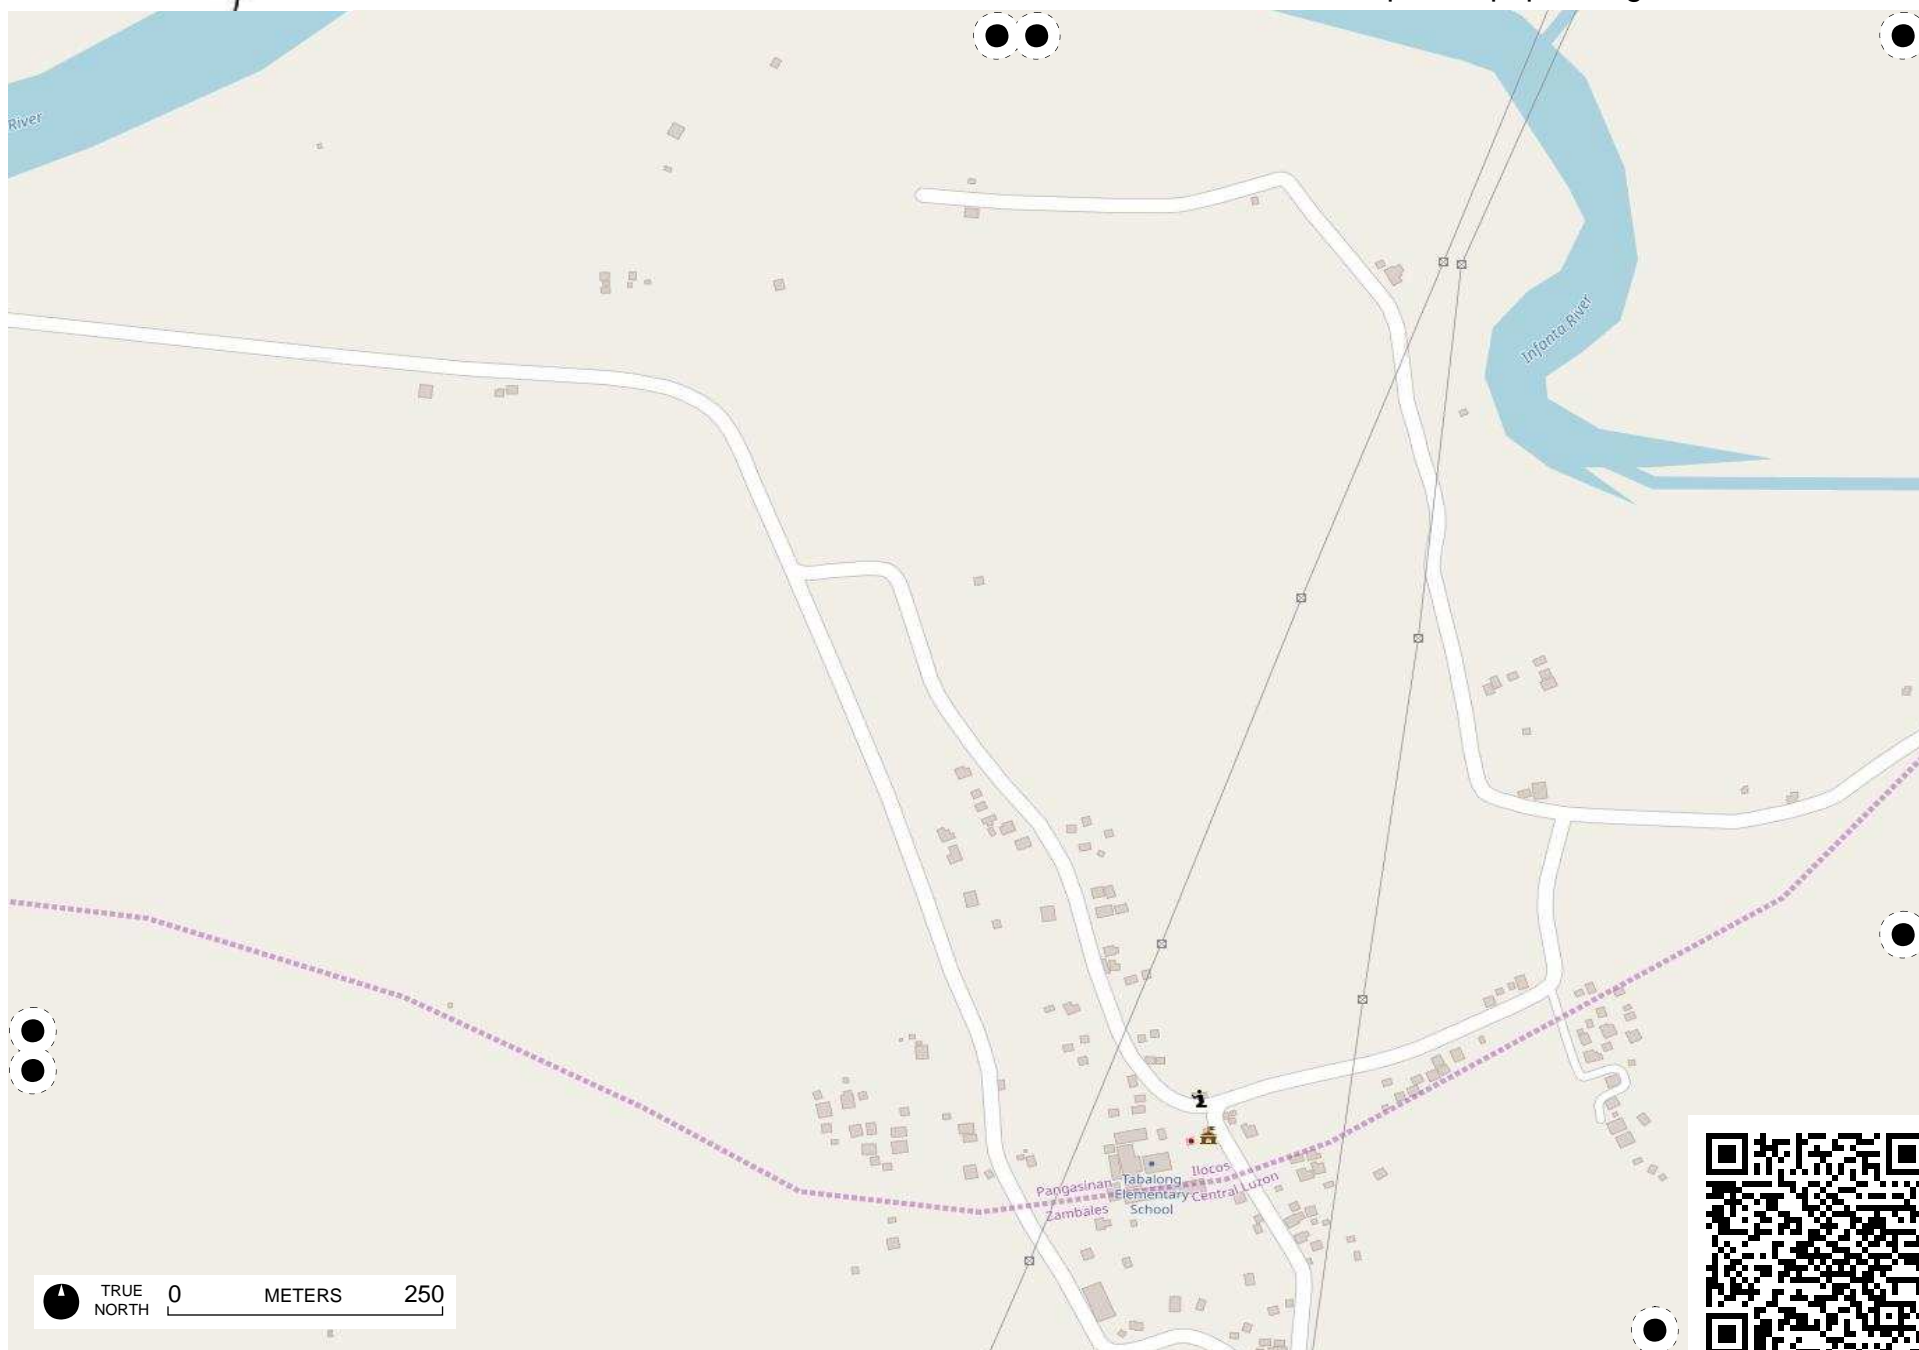 River
Infanta River
Ilocos
Pangasinan
Tabalong
Elementary
School
Central Luzon
Zambales
TRUE
NORTH
0
METERS
250